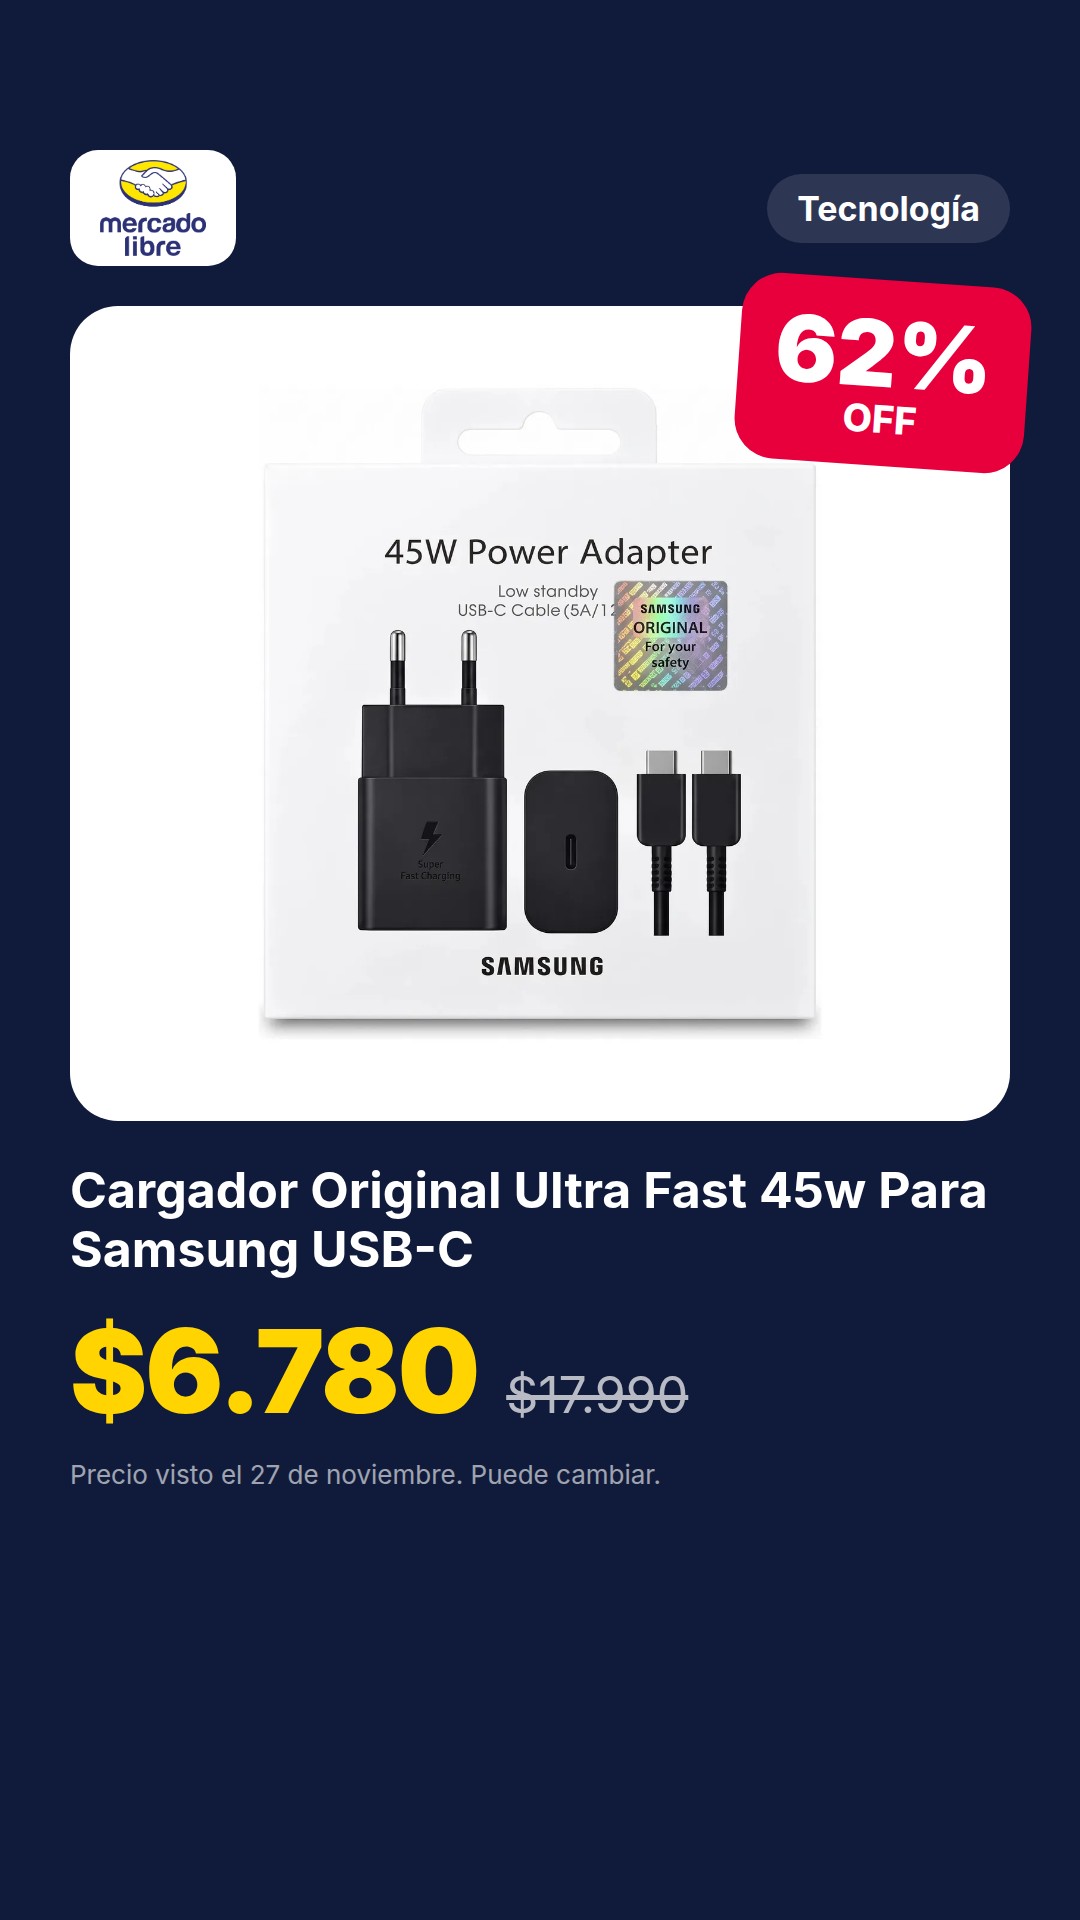 mercado
libre
Tecnología
62%
OFF
45W Power Adapter
Low standby
USB-C Cable (5A/12
SAMSUNG
ORIGINAL
For your
safety
Super
Fast Charging
SAMSUNG
Cargador Original Ultra Fast 45w Para
Samsung USB-C
$6.780 $17.990
Precio visto el 27 de noviembre. Puede cambiar.